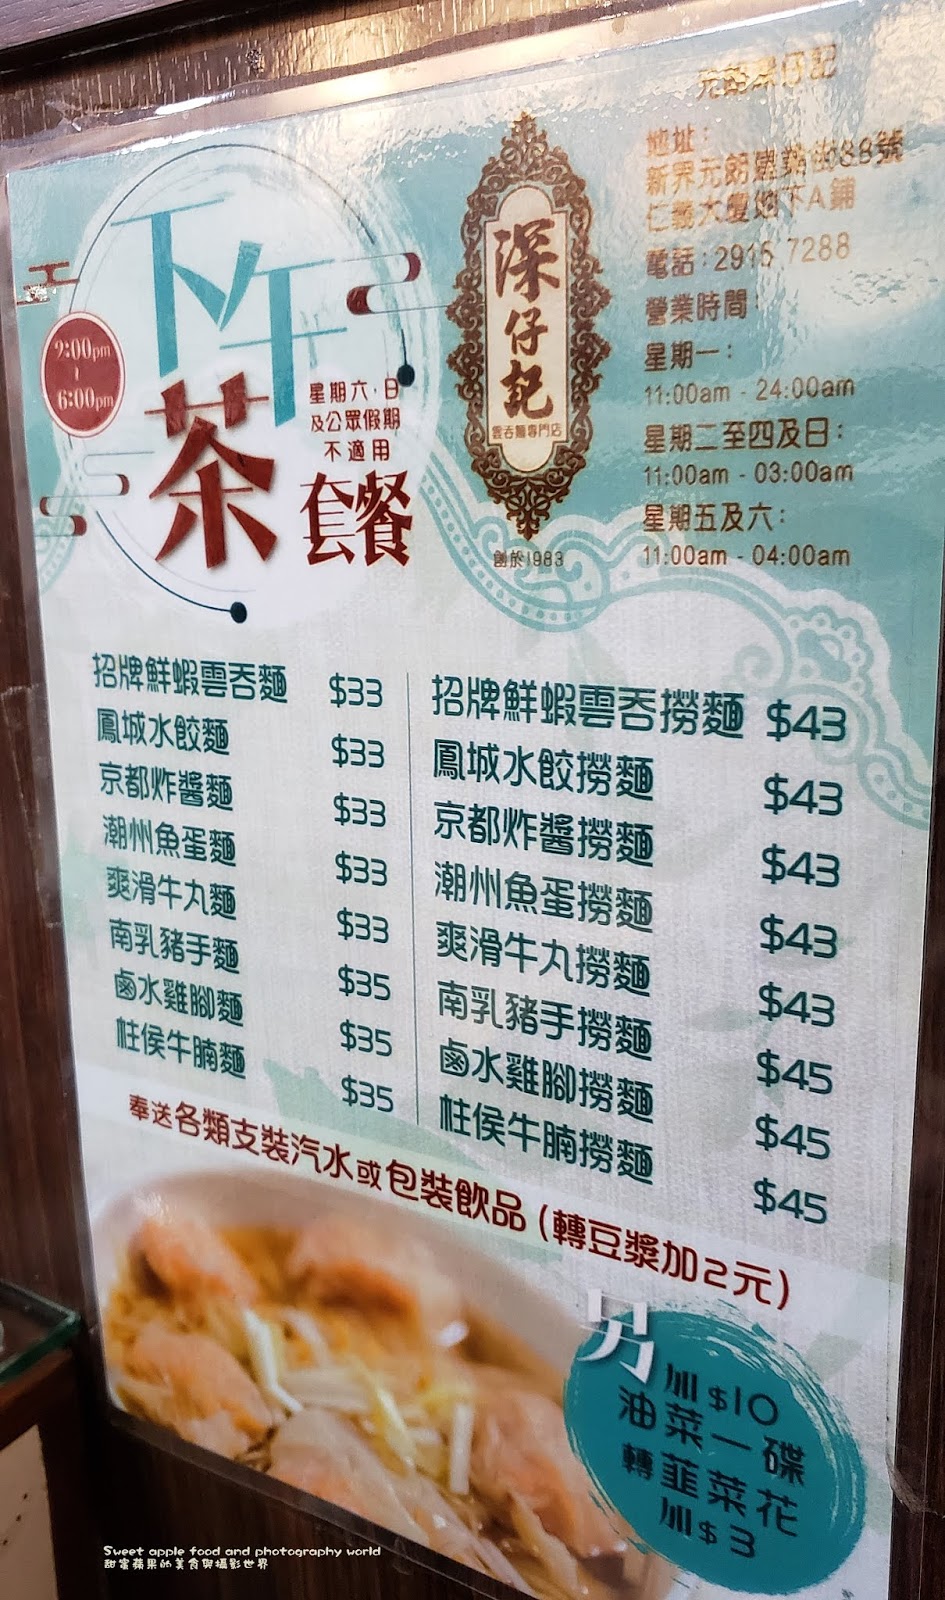 元朗深仔記
地址：
新界元朗壆勤街88號
仁義大廈地下A鋪
電話：2915 7288
營業時間：
星期一：
11:00am - 24:00am
星期二至四及日：
11:00am - 03:00am
星期五及六：
11:00am - 04:00am
深仔記
雲吞麵專門店
創於1983
下午茶套餐
2:00pm
~
6:00pm
星期六，日
及公眾假期
不適用
招牌鮮蝦雲吞麵 $33
鳳城水餃麵 $33
京都炸醬麵 $33
潮州魚蛋麵 $33
爽滑牛丸麵 $33
南乳豬手麵 $35
鹵水雞腳麵 $35
柱侯牛腩麵 $35
招牌鮮蝦雲吞撈麵 $43
鳳城水餃撈麵 $43
京都炸醬撈麵 $43
潮州魚蛋撈麵 $43
爽滑牛丸撈麵 $43
南乳豬手撈麵 $45
鹵水雞腳撈麵 $45
柱侯牛腩撈麵 $45
奉送各類支裝汽水或包裝飲品（轉豆漿加2元）
另加$10
油菜一碟
轉韮菜花
加$3
Sweet apple food and photography world
甜蜜蘋果的美食與攝影世界